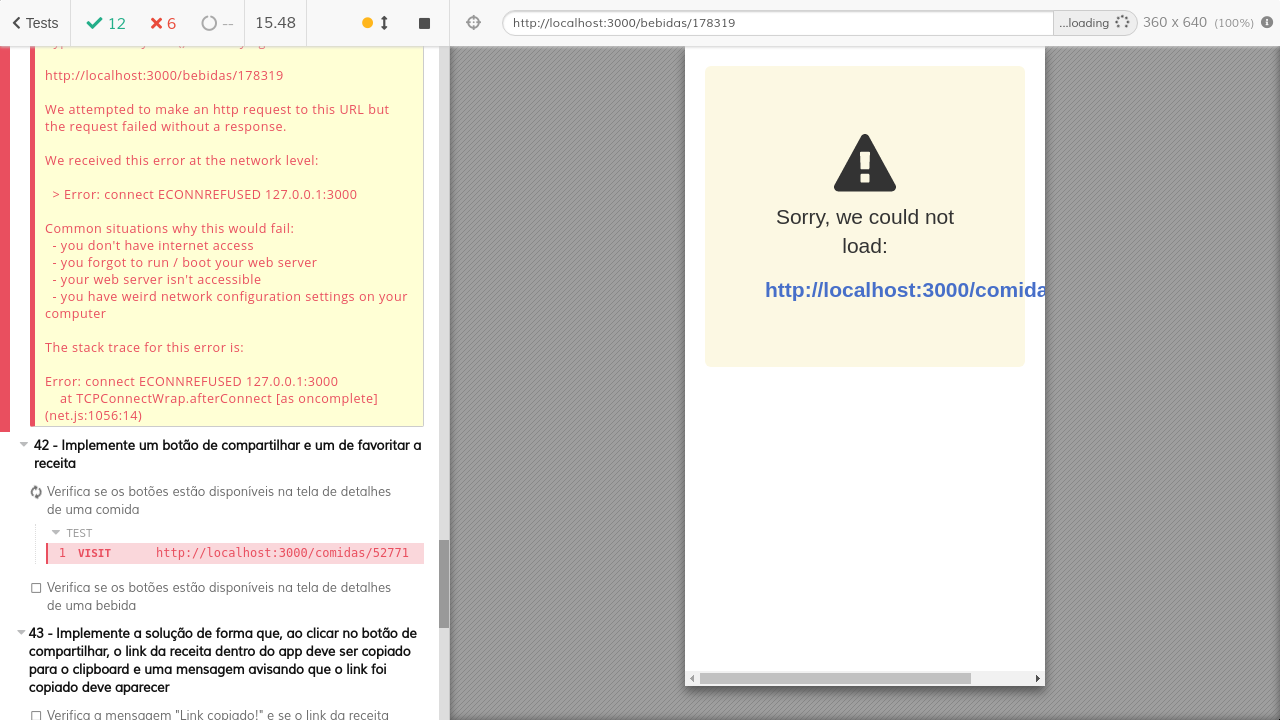 Tests
12
6
--
15.48
http://localhost:3000/bebidas/178319
...loading
360 x 640 (100%)
http://localhost:3000/bebidas/178319
We attempted to make an http request to this URL but
the request failed without a response.
We received this error at the network level:
> Error: connect ECONNREFUSED 127.0.0.1:3000
Common situations why this would fail:
- you don't have internet access
- you forgot to run / boot your web server
- your web server isn't accessible
- you have weird network configuration settings on your
computer
The stack trace for this error is:
Error: connect ECONNREFUSED 127.0.0.1:3000
at TCPConnectWrap.afterConnect [as oncomplete]
(net.js:1056:14)
42 - Implemente um botão de compartilhar e um de favoritar a
receita
Verifica se os botões estão disponíveis na tela de detalhes
de uma comida
TEST
1 VISIT http://localhost:3000/comidas/52771
Verifica se os botões estão disponíveis na tela de detalhes
de uma bebida
43 - Implemente a solução de forma que, ao clicar no botão de
compartilhar, o link da receita dentro do app deve ser copiado
para o clipboard e uma mensagem avisando que o link foi
copiado deve aparecer
Verifica a mensagem "Link copiado!" e se o link da receita
Sorry, we could not
load:
http://localhost:3000/comida